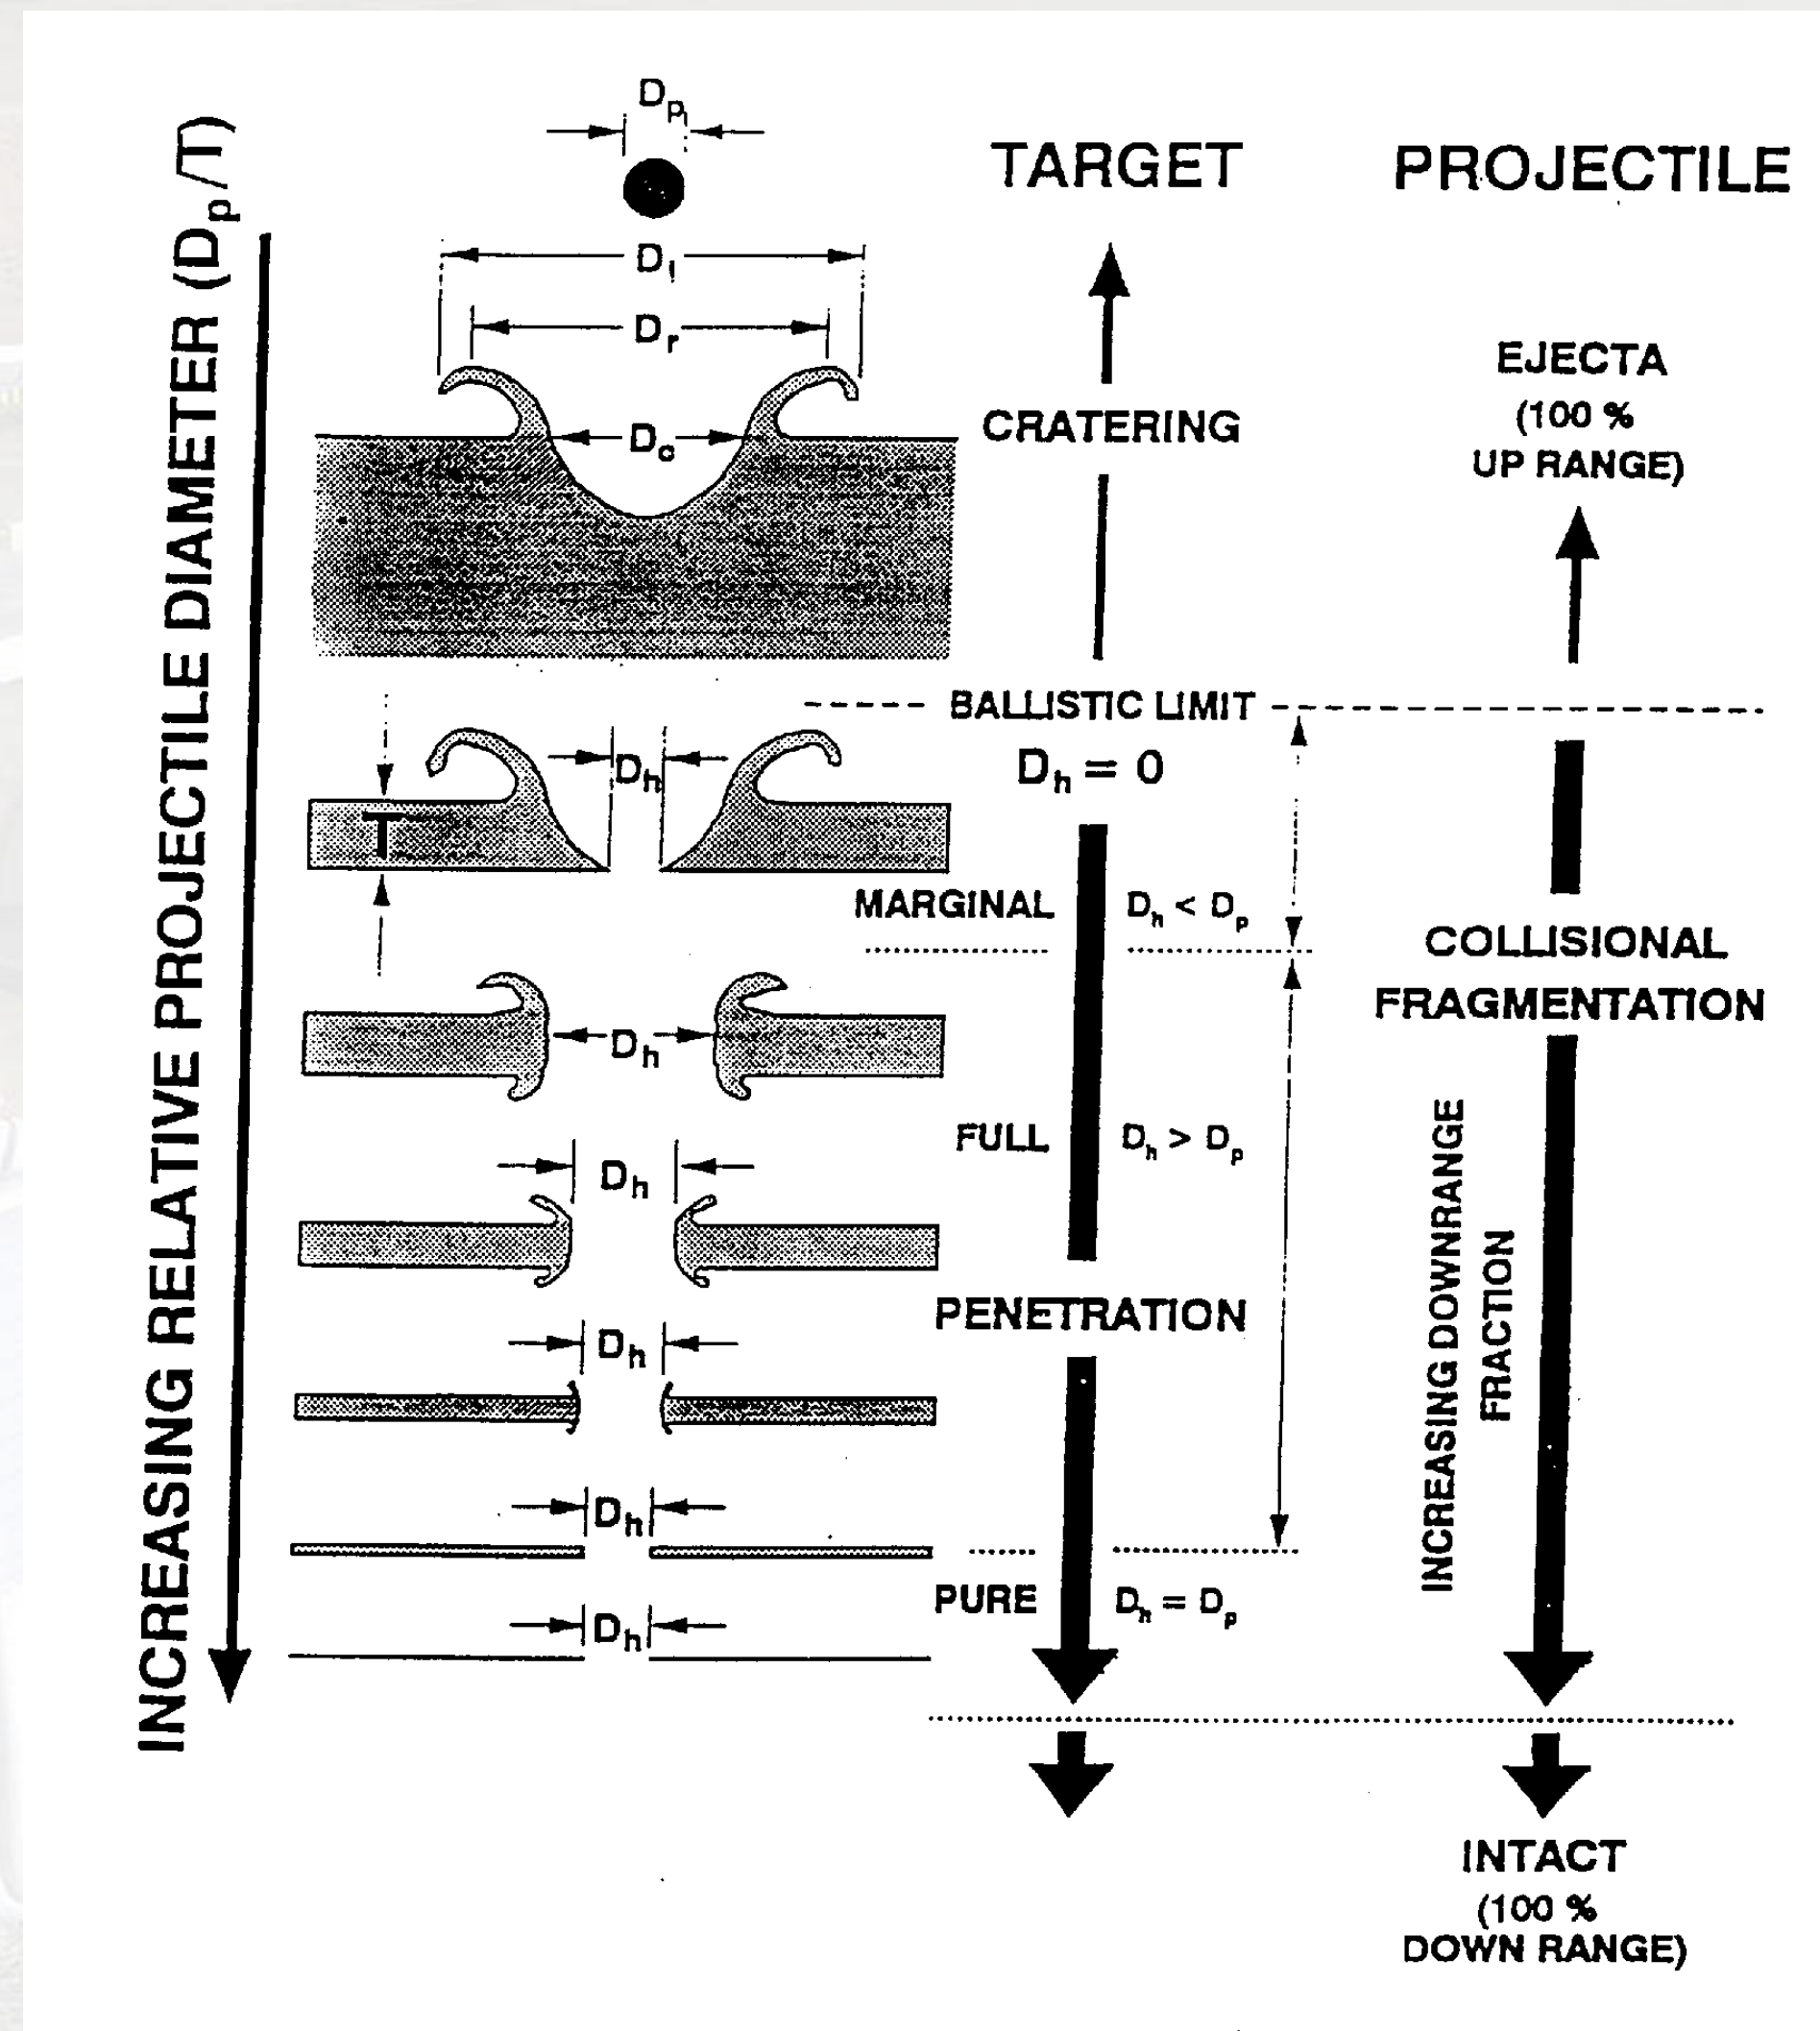 INCREASING RELATIVE PROJECTILE DIAMETER (Dp/T)
Dp
TARGET
PROJECTILE
Dl
Dr
EJECTA
(100 %
UP RANGE)
CRATERING
Dc
BALLISTIC LIMIT
Dh = 0
Dh
T
MARGINAL
Dh < Dp
COLLISIONAL
FRAGMENTATION
Dh
FULL
Dh > Dp
Dh
INCREASING DOWNRANGE
FRACTION
PENETRATION
Dh
Dh
PURE
Dh = Dp
Dh
INTACT
(100 %
DOWN RANGE)